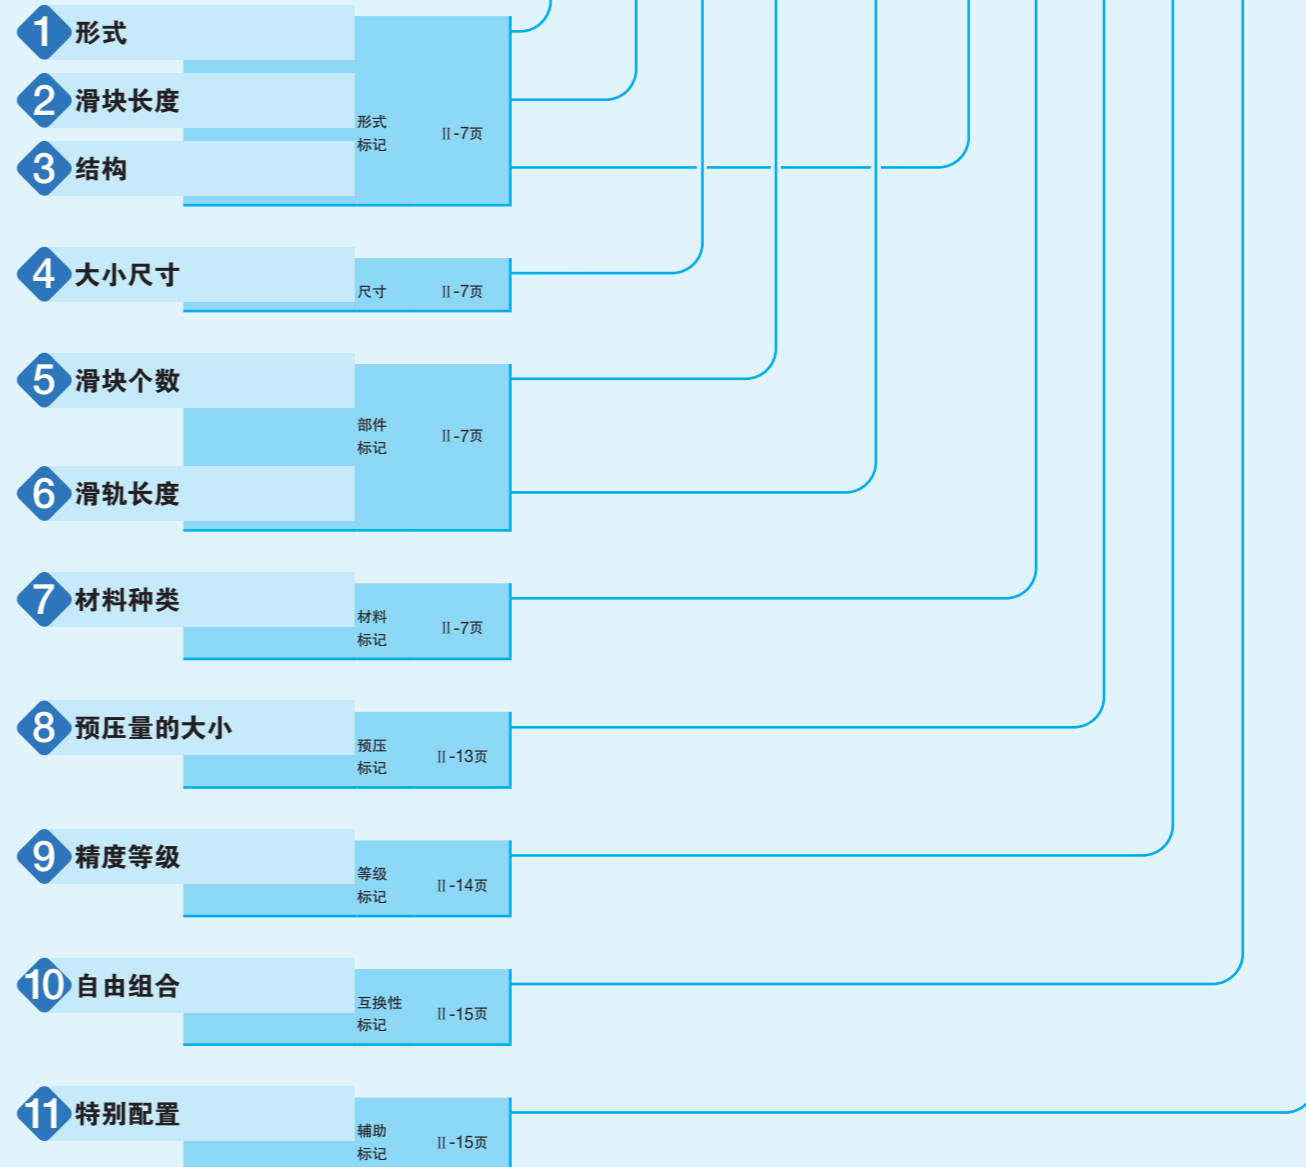 1 形式
2 滑块长度
形式
标记
Ⅱ-7页
3 结构
4 大小尺寸
尺寸 Ⅱ-7页
5 滑块个数
部件
标记
Ⅱ-7页
6 滑轨长度
7 材料种类
材料
标记
Ⅱ-7页
8 预压量的大小
预压
标记
Ⅱ-13页
9 精度等级
等级
标记
Ⅱ-14页
10 自由组合
互换性
标记
Ⅱ-15页
11 特别配置
辅助
标记
Ⅱ-15页